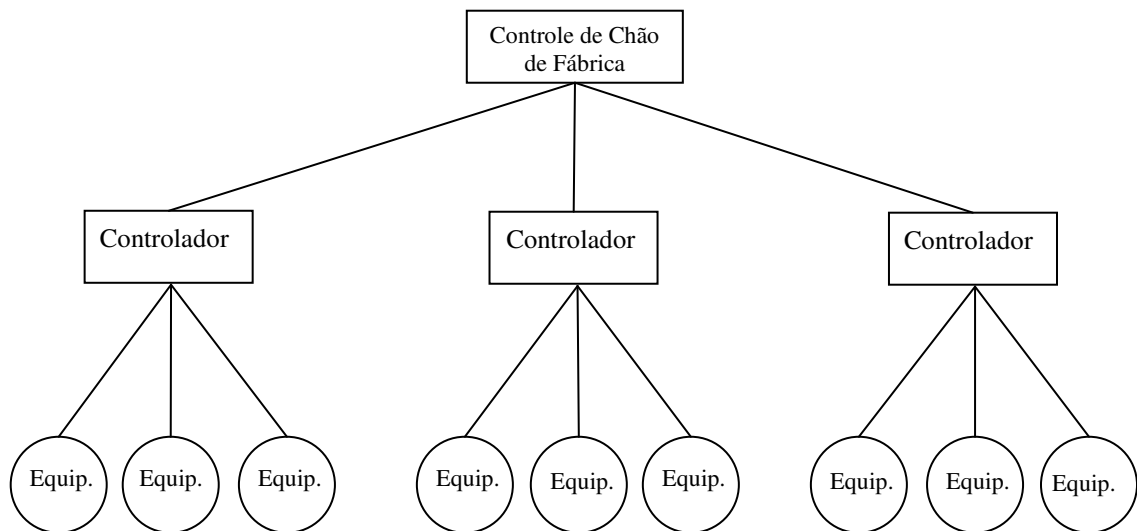 Controle de Chão
de Fábrica
Controlador
Controlador
Controlador
Equip.
Equip.
Equip.
Equip.
Equip.
Equip.
Equip.
Equip.
Equip.